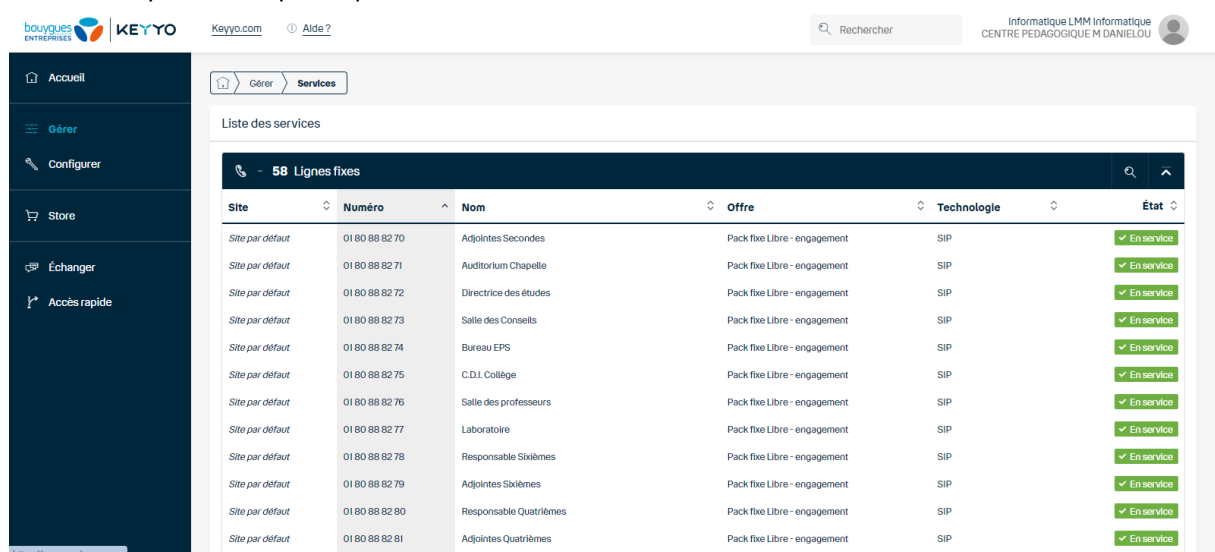 bouygues ENTREPRISES KEYYO Keyyo.com Aide ? Rechercher Informatique LMM Informatique
CENTRE PEDAGOGIQUE M DANIELOU
Accueil
Gérer Services
Gérer
Liste des services
Configurer
- 58 Lignes fixes
Site Numéro Nom Offre Technologie État
Store
Site par défaut 01 80 88 82 70 Adjointes Secondes Pack fixe Libre - engagement SIP En service
Échanger
Site par défaut 01 80 88 82 71 Auditorium Chapelle Pack fixe Libre - engagement SIP En service
Site par défaut 01 80 88 82 72 Directrice des études Pack fixe Libre - engagement SIP En service
Accès rapide
Site par défaut 01 80 88 82 73 Salle des Conseils Pack fixe Libre - engagement SIP En service
Site par défaut 01 80 88 82 74 Bureau EPS Pack fixe Libre - engagement SIP En service
Site par défaut 01 80 88 82 75 C.D.I. Collège Pack fixe Libre - engagement SIP En service
Site par défaut 01 80 88 82 76 Salle des professeurs Pack fixe Libre - engagement SIP En service
Site par défaut 01 80 88 82 77 Laboratoire Pack fixe Libre - engagement SIP En service
Site par défaut 01 80 88 82 78 Responsable Sixièmes Pack fixe Libre - engagement SIP En service
Site par défaut 01 80 88 82 79 Adjointes Sixièmes Pack fixe Libre - engagement SIP En service
Site par défaut 01 80 88 82 80 Responsable Quatrièmes Pack fixe Libre - engagement SIP En service
Site par défaut 01 80 88 82 81 Adjointes Quatrièmes Pack fixe Libre - engagement SIP En service